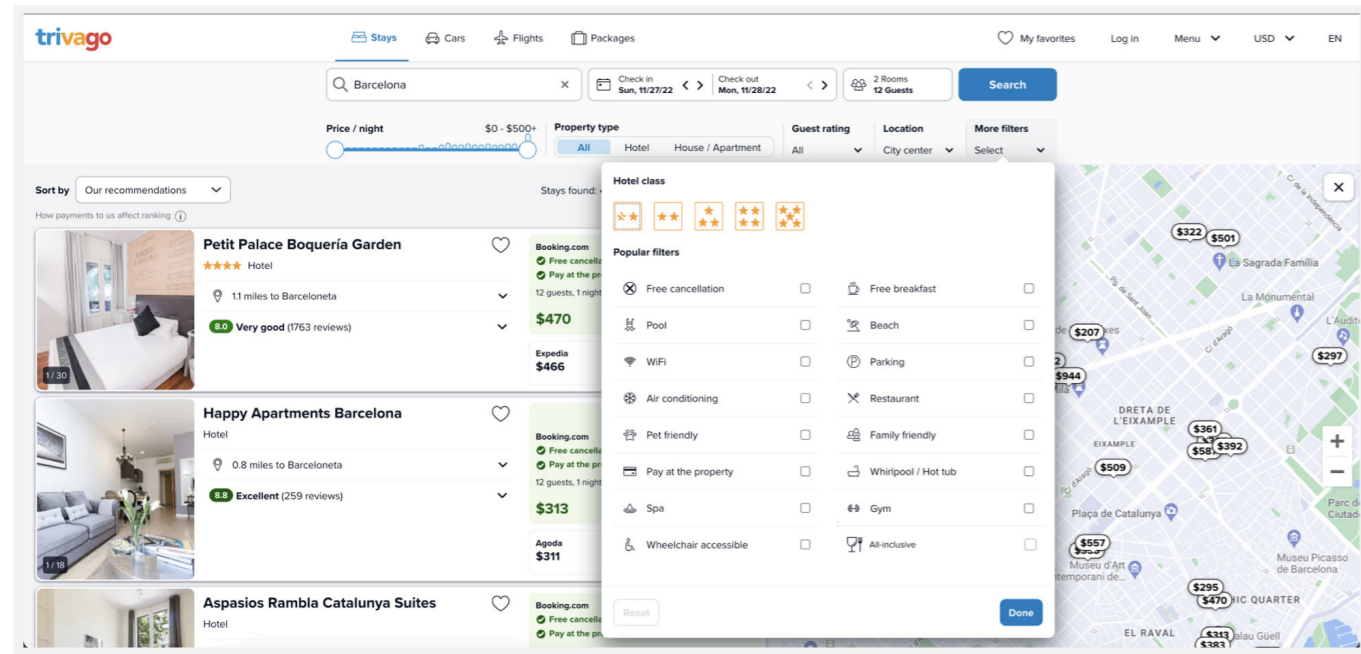 trivago
Stays
Cars
Flights
Packages
My favorites
Log in
Menu
USD
EN
Barcelona
Check in
Sun, 11/27/22
Check out
Mon, 11/28/22
2 Rooms
12 Guests
Search
Price / night
$0 - $500+
Property type
All
Hotel
House / Apartment
Guest rating
All
Location
City center
More filters
Select
Sort by
Our recommendations
Stays found:
How payments to us affect ranking
Petit Palace Boquería Garden
Hotel
1.1 miles to Barceloneta
8.0 Very good (1763 reviews)
1 / 30
Booking.com
Free
Pay at the
12 guests, 1 night
$470
Expedia
$466
Happy Apartments Barcelona
Hotel
0.8 miles to Barceloneta
8.8 Excellent (259 reviews)
1 / 18
Booking.com
Free
Pay at the
12 guests, 1 night
$313
Agoda
$311
Aspasios Rambla Catalunya Suites
Hotel
Booking.com
Free
Pay at the
Hotel class
Popular filters
Free cancellation
Free breakfast
Pool
Beach
WiFi
Parking
Air conditioning
Restaurant
Pet friendly
Family friendly
Pay at the property
Whirlpool / Hot tub
Spa
Gym
Wheelchair accessible
All-inclusive
Reset
Done
C/ de la Independència
$322
$501
La Sagrada Família
Pg. de Sant Joan
La Monumental
$207
C/ d'Aragó
$297
$944
DRETA DE
L'EIXAMPLE
$361
EIXAMPLE
$392
$509
Plaça de Catalunya
Parc
$557
Museu d'Art
Museu Picasso
de Barcelona
$295
$470
QUARTER
EL RAVAL
$313
Güell
$383